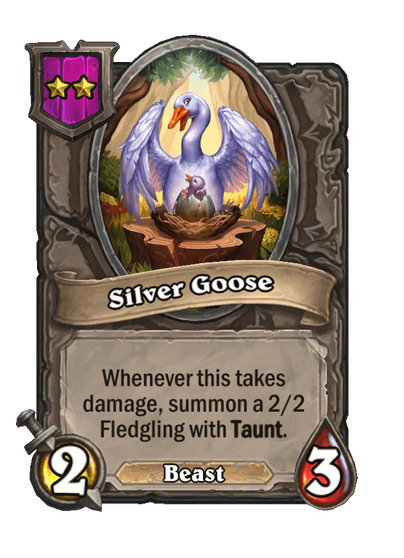 Silver Goose
Whenever this takes
damage, summon a 2/2
Fledgling with Taunt.
2
Beast
3